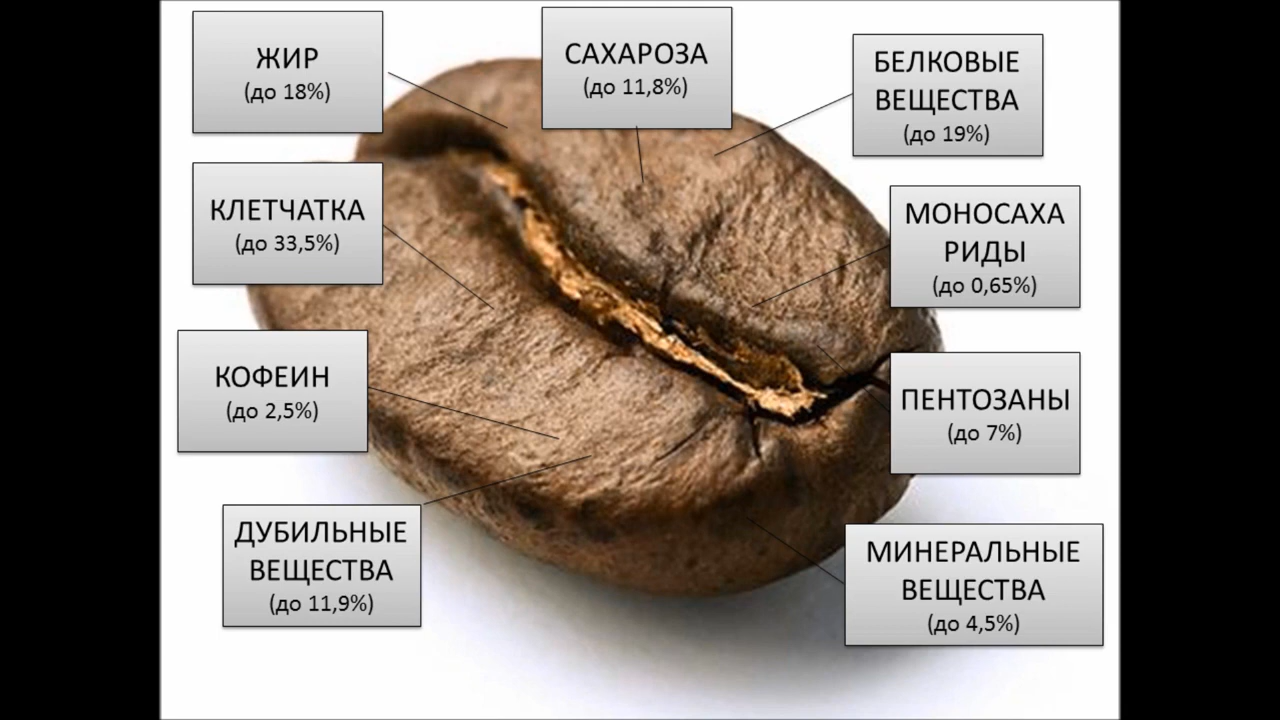 ЖИР
(до 18%)
САХАРОЗА
(до 11,8%)
БЕЛКОВЫЕ
ВЕЩЕСТВА
(до 19%)
КЛЕТЧАТКА
(до 33,5%)
МОНОСАХА
РИДЫ
(до 0,65%)
КОФЕИН
(до 2,5%)
ПЕНТОЗАНЫ
(до 7%)
ДУБИЛЬНЫЕ
ВЕЩЕСТВА
(до 11,9%)
МИНЕРАЛЬНЫЕ
ВЕЩЕСТВА
(до 4,5%)